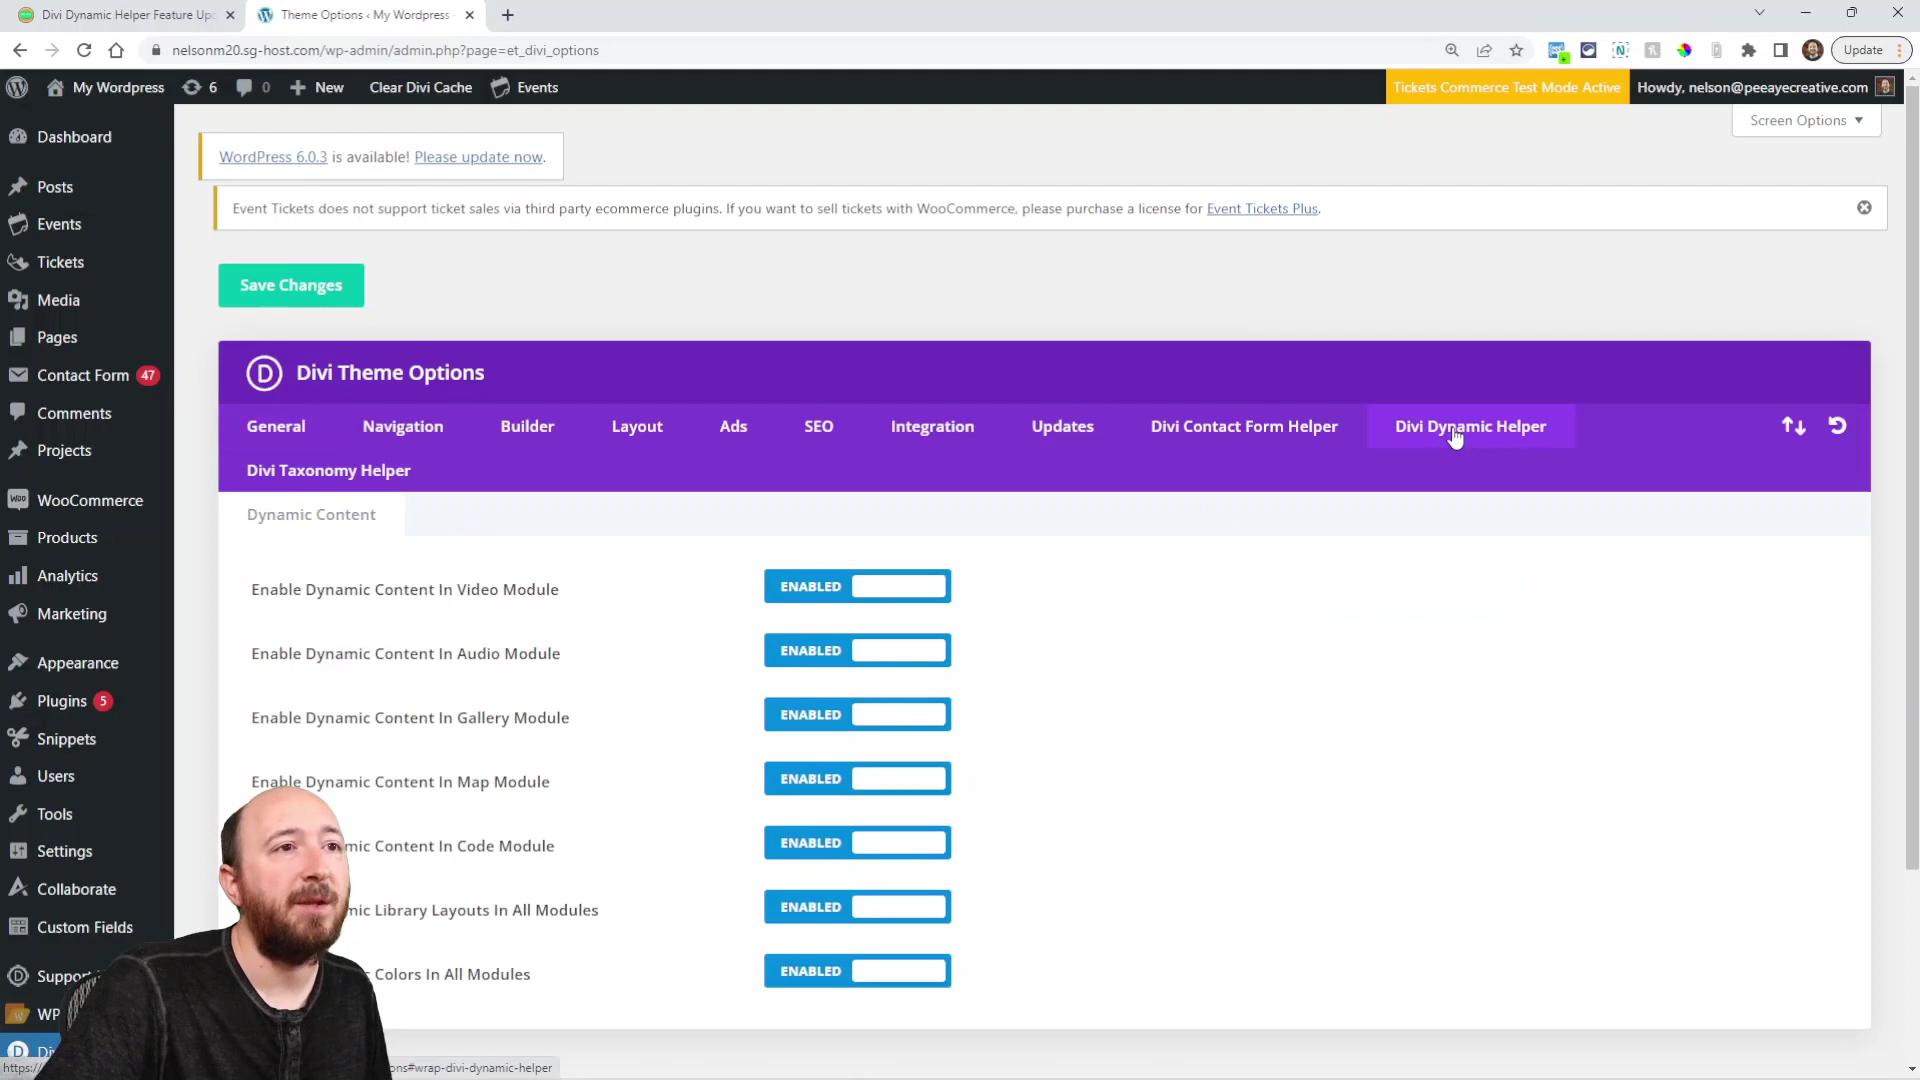 Divi Dynamic Helper Feature Up
Theme Options ‹ My Wordpress
nelsonm20.sg-host.com/wp-admin/admin.php?page=et_divi_options
Update
My Wordpress
6
0
New
Clear Divi Cache
Events
Tickets Commerce Test Mode Active
Howdy, nelson@peeayecreative.com
Screen Options
Dashboard
Posts
Events
Tickets
Media
Pages
Contact Form 47
Comments
Projects
WooCommerce
Products
Analytics
Marketing
Appearance
Plugins 5
Snippets
Users
Tools
Settings
Collaborate
Custom Fields
Support
WP
Di
WordPress 6.0.3 is available! Please update now.
Event Tickets does not support ticket sales via third party ecommerce plugins. If you want to sell tickets with WooCommerce, please purchase a license for Event Tickets Plus.
Save Changes
D Divi Theme Options
General
Navigation
Builder
Layout
Ads
SEO
Integration
Updates
Divi Contact Form Helper
Divi Dynamic Helper
Divi Taxonomy Helper
Dynamic Content
Enable Dynamic Content In Video Module ENABLED
Enable Dynamic Content In Audio Module ENABLED
Enable Dynamic Content In Gallery Module ENABLED
Enable Dynamic Content In Map Module ENABLED
mic Content In Code Module ENABLED
mic Library Layouts In All Modules ENABLED
c Colors In All Modules ENABLED
https://
ons#wrap-divi-dynamic-helper